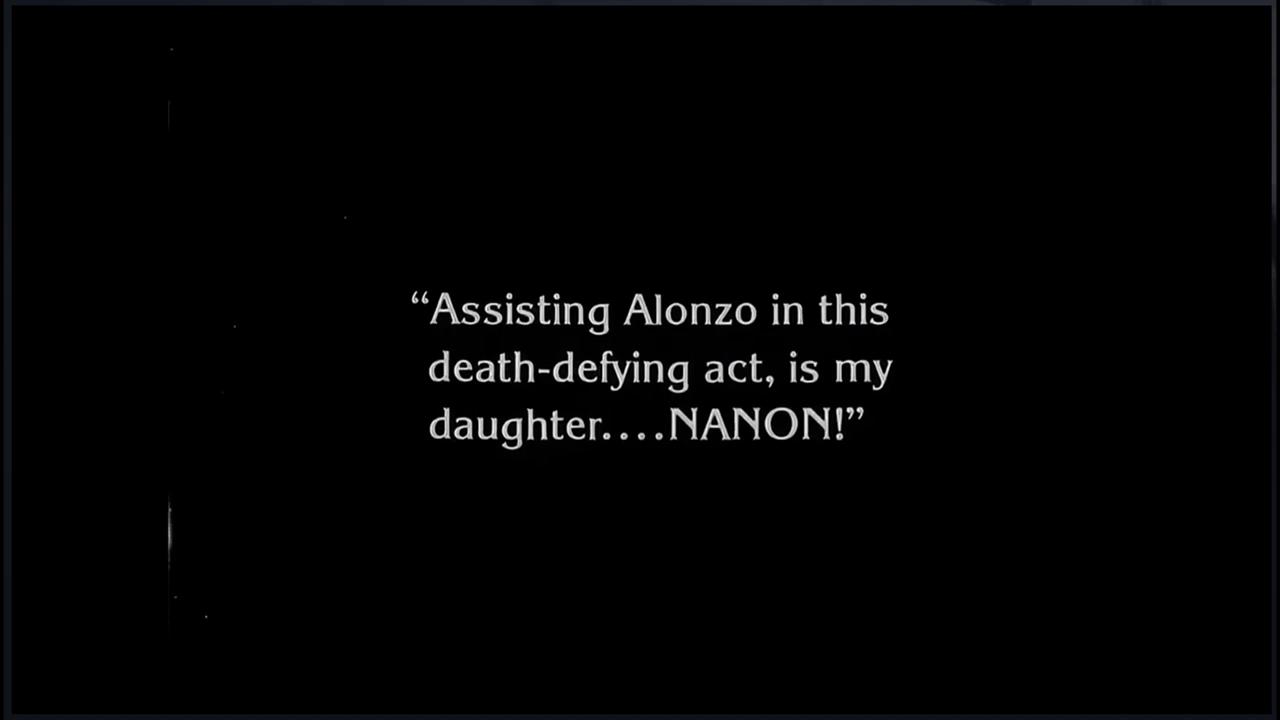 “Assisting Alonzo in this
death-defying act, is my
daughter....NANON!”